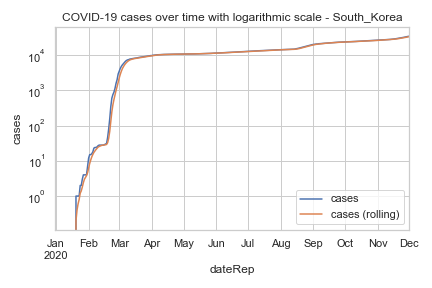 COVID-19 cases over time with logarithmic scale - South_Korea
10^4
10^3
10^2
10^1
10^0
cases
cases
cases (rolling)
Jan Feb Mar Apr May Jun Jul Aug Sep Oct Nov Dec
2020
dateRep